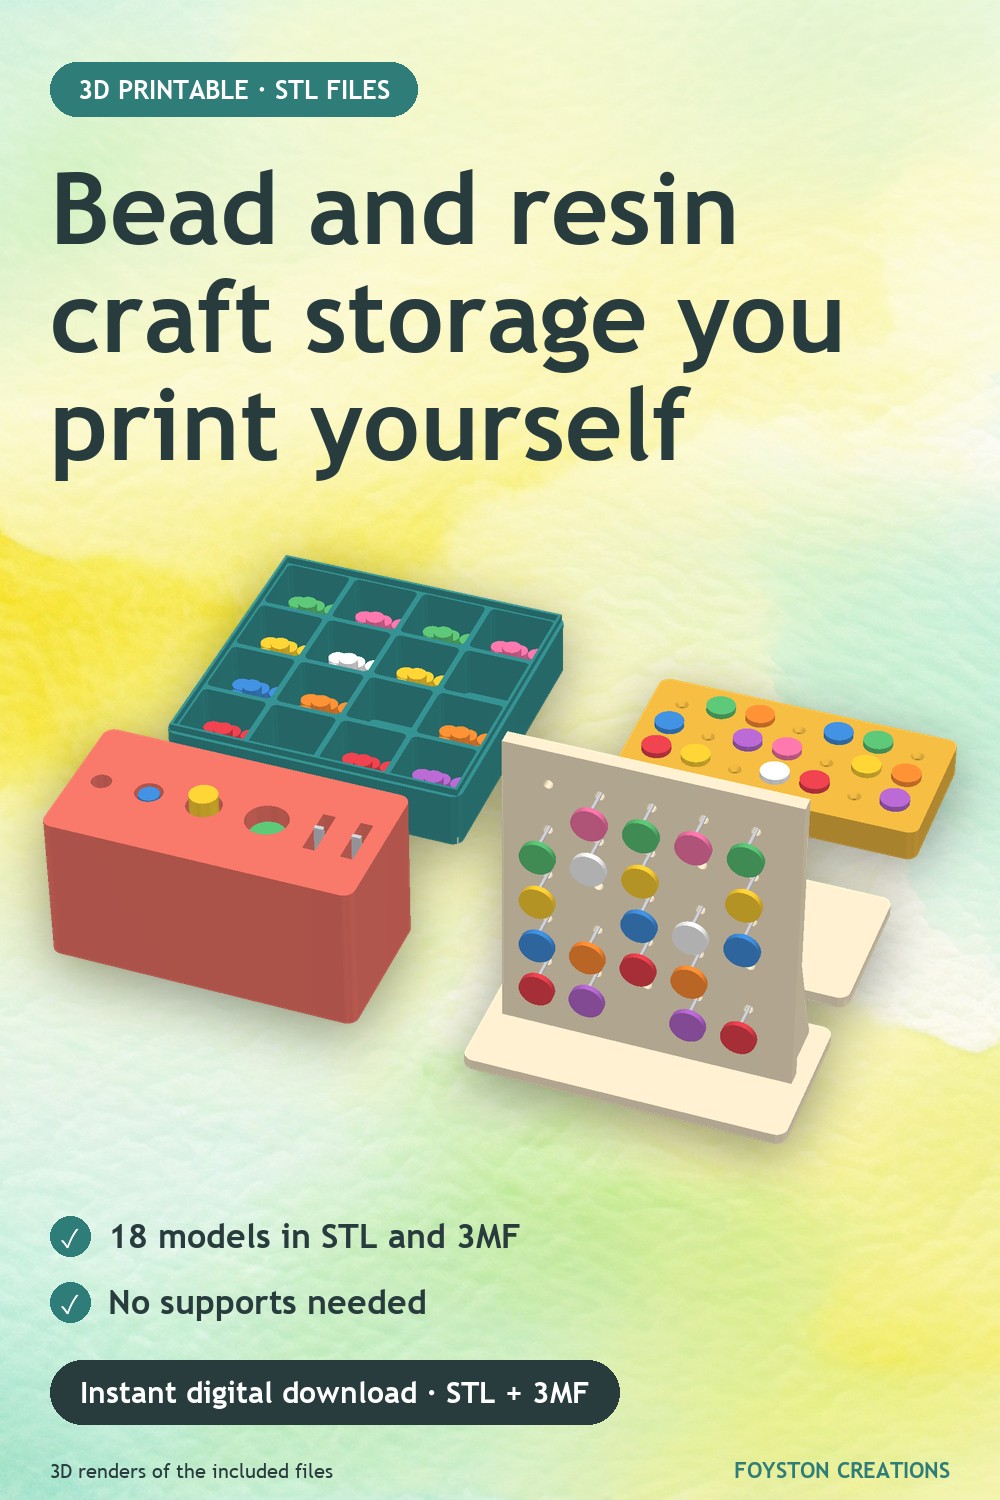 3D PRINTABLE · STL FILES
Bead and resin
craft storage you
print yourself
18 models in STL and 3MF
No supports needed
Instant digital download · STL + 3MF
3D renders of the included files
FOYSTON CREATIONS